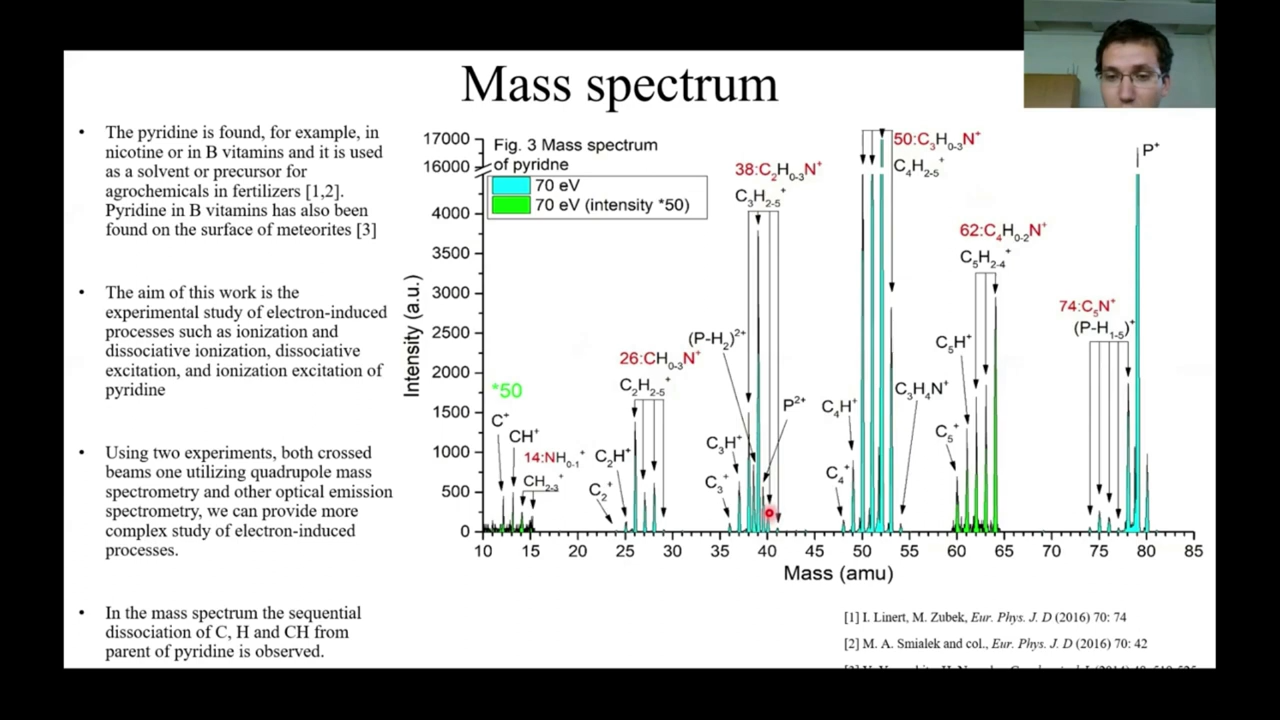 Mass spectrum
• The pyridine is found, for example, in
nicotine or in B vitamins and it is used
as a solvent or precursor for
agrochemicals in fertilizers [1,2].
Pyridine in B vitamins has also been
found on the surface of meteorites [3]
• The aim of this work is the
experimental study of electron-induced
processes such as ionization and
dissociative ionization, dissociative
excitation, and ionization excitation of
pyridine
• Using two experiments, both crossed
beams one utilizing quadrupole mass
spectrometry and other optical emission
spectrometry, we can provide more
complex study of electron-induced
processes.
• In the mass spectrum the sequential
dissociation of C, H and CH from
parent of pyridine is observed.
Fig. 3 Mass spectrum
of pyridne
70 eV
70 eV (intensity *50)
Intensity (a.u.)
17000
16000
4000
3500
3000
2500
2000
1500
1000
500
0
*50
C⁺
CH⁺
14:NH₀₋₁⁺
CH₂₋₃⁺
C₂⁺
C₂H⁺
26:CH₀₋₃N⁺
C₂H₂₋₅⁺
C₃⁺
C₃H⁺
(P-H₂)²⁺
38:C₂H₀₋₃N⁺
C₃H₂₋₅⁺
P²⁺
C₄⁺
C₄H⁺
50:C₃H₀₋₃N⁺
C₄H₂₋₅⁺
C₃H₄N⁺
C₅⁺
C₅H⁺
62:C₄H₀₋₂N⁺
C₅H₂₋₄⁺
74:C₅N⁺
(P-H₁₋₅)⁺
P⁺
10 15 20 25 30 35 40 45 50 55 60 65 70 75 80 85
Mass (amu)
[1] I. Linert, M. Zubek, Eur. Phys. J. D (2016) 70: 74
[2] M. A. Smialek and col., Eur. Phys. J. D (2016) 70: 42